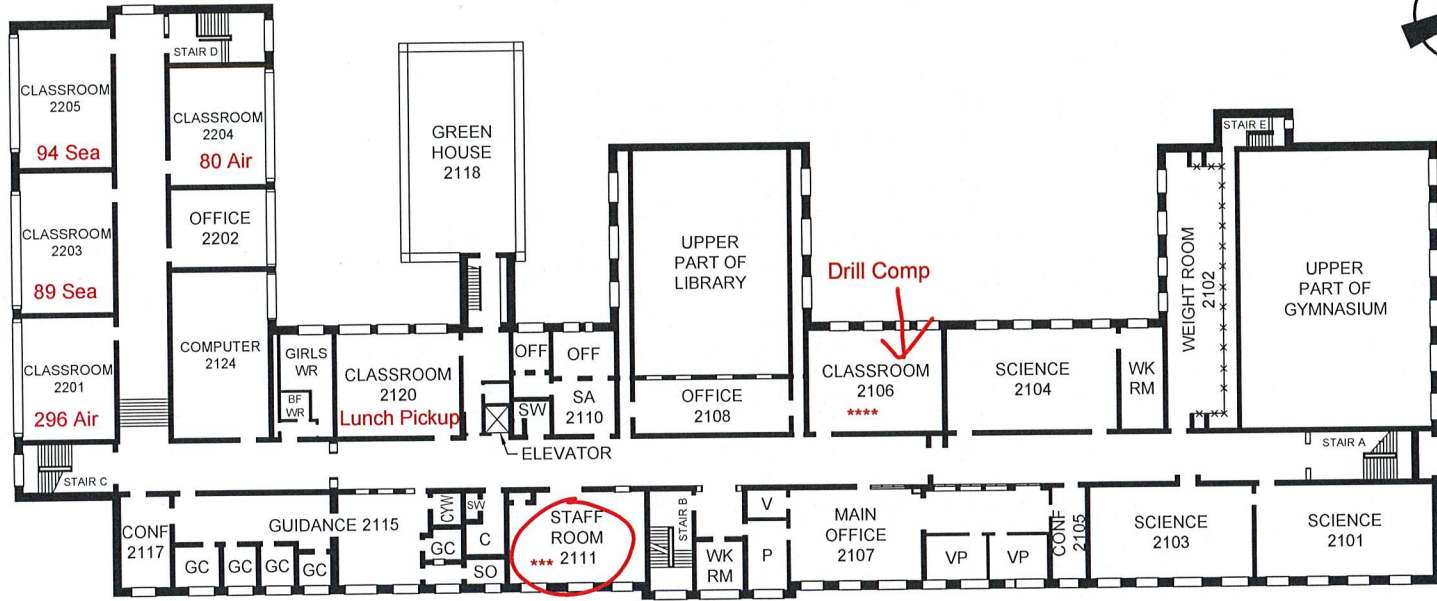 STAIR D
CLASSROOM
2205
94 Sea
CLASSROOM
2204
80 Air
GREEN
HOUSE
2118
STAIR E
CLASSROOM
2203
89 Sea
OFFICE
2202
UPPER
PART OF
LIBRARY
Drill Comp
WEIGHT ROOM
2102
UPPER
PART OF
GYMNASIUM
CLASSROOM
2201
296 Air
COMPUTER
2124
GIRLS
WR
BF
WR
CLASSROOM
2120
Lunch Pickup
OFF
OFF
SW
SA
2110
OFFICE
2108
CLASSROOM
2106
****
SCIENCE
2104
WK
RM
ELEVATOR
STAIR A
STAIR C
CONF
2117
GUIDANCE 2115
GC
GC
GC
GC
CYW
GC
SW
C
SO
STAFF
ROOM
2111
***
STAIR B
WK
RM
V
P
MAIN
OFFICE
2107
VP
VP
CONF
2105
SCIENCE
2103
SCIENCE
2101